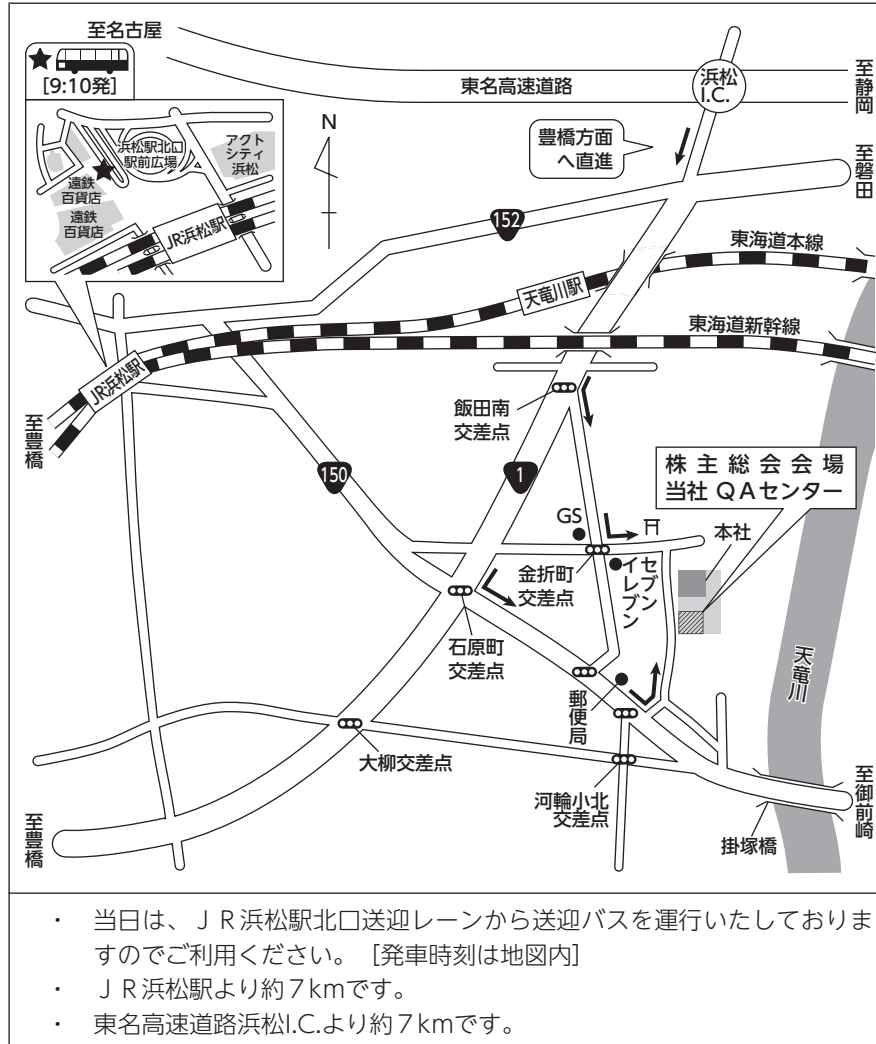 至名古屋
[9:10発]
東名高速道路
浜松
I.C.
至静岡
豊橋方面
へ直進
至磐田
N
浜松駅北口
駅前広場
アクト
シティ
浜松
遠鉄
百貨店
遠鉄
百貨店
JR浜松駅
152
東海道本線
天竜川駅
東海道新幹線
JR浜松駅
至豊橋
飯田南
交差点
150
1
株主総会会場
当社 QAセンター
本社
GS
金折町
交差点
セブン
イレブン
石原町
交差点
郵便局
天竜川
大柳交差点
河輪小北
交差点
至豊橋
至御前崎
掛塚橋
・ 当日は、ＪＲ浜松駅北口送迎レーンから送迎バスを運行いたしておりま
すのでご利用ください。［発車時刻は地図内］
・ ＪＲ浜松駅より約７kmです。
・ 東名高速道路浜松I.C.より約７kmです。